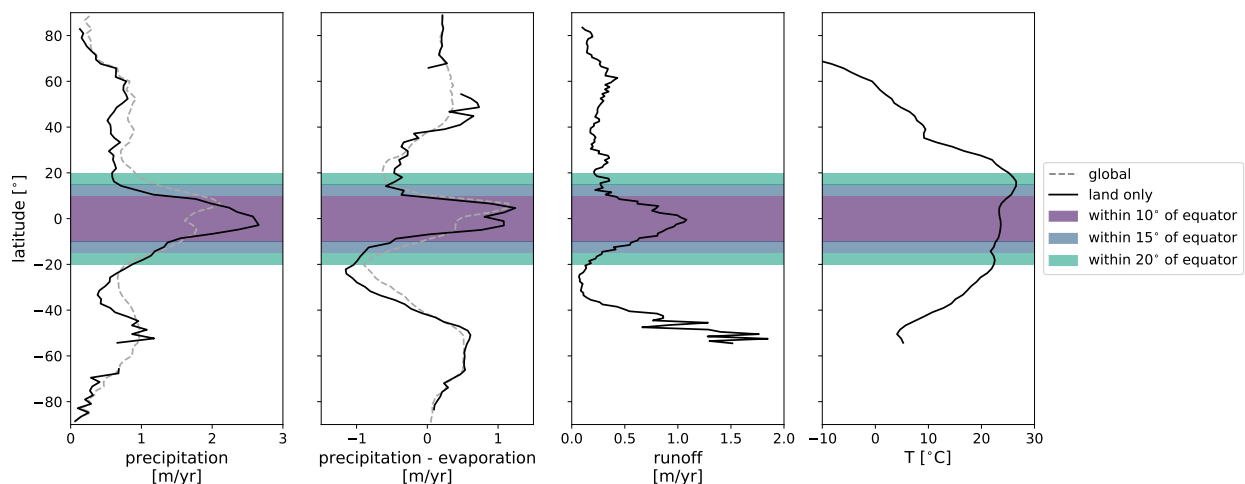 80
60
40
20
0
−20
−40
−60
−80
latitude [°]
0 1 2 3
precipitation
[m/yr]
−1 0 1
precipitation - evaporation
[m/yr]
0.0 0.5 1.0 1.5 2.0
runoff
[m/yr]
−10 0 10 20 30
T [°C]
global
land only
within 10° of equator
within 15° of equator
within 20° of equator